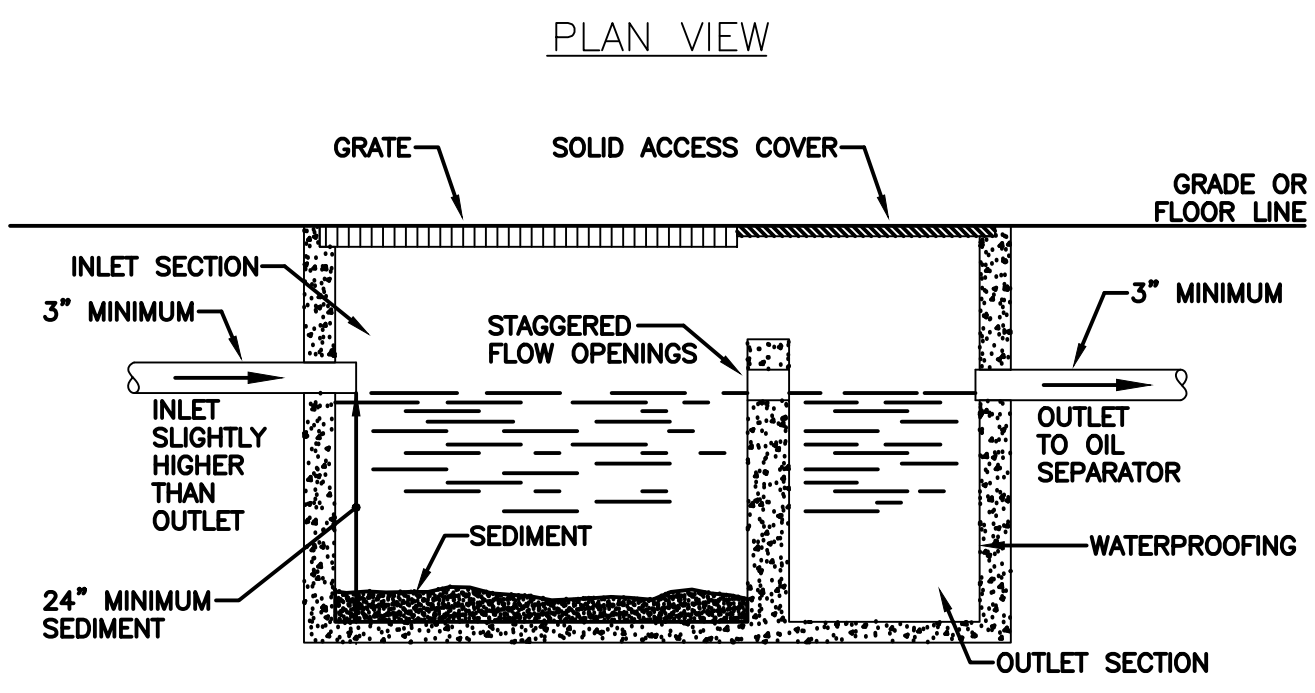 PLAN VIEW
GRATE
SOLID ACCESS COVER
GRADE OR
FLOOR LINE
INLET SECTION
3” MINIMUM
3” MINIMUM
STAGGERED
FLOW OPENINGS
INLET
SLIGHTLY
HIGHER
THAN
OUTLET
OUTLET
TO OIL
SEPARATOR
SEDIMENT
WATERPROOFING
24” MINIMUM
SEDIMENT
OUTLET SECTION